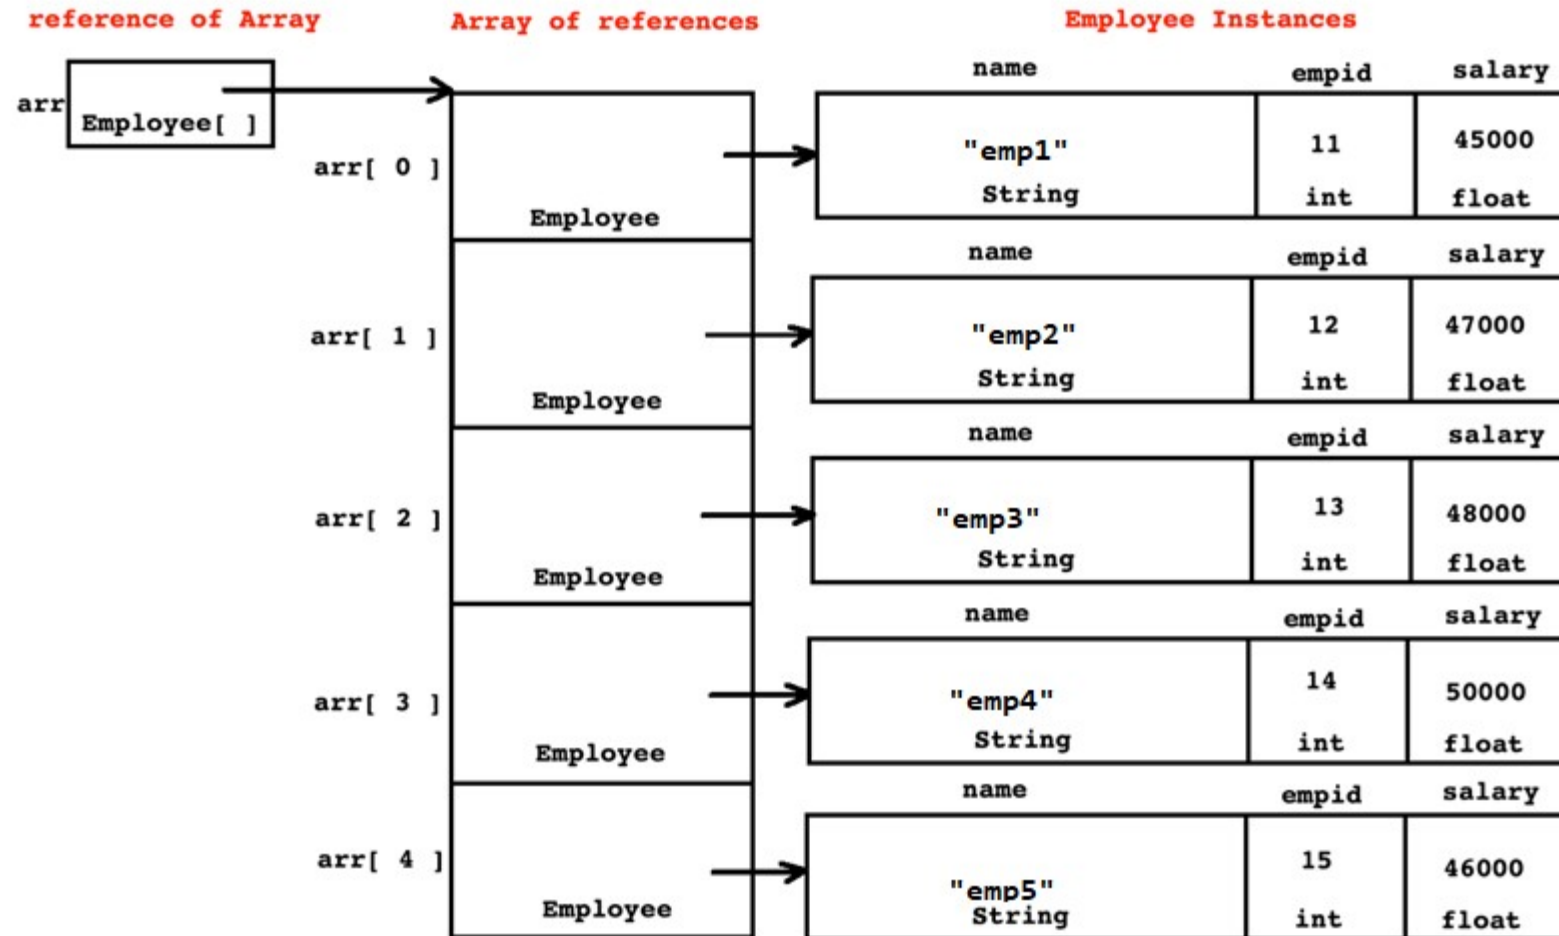 reference of Array
Array of references
Employee Instances
arr
Employee[ ]
name empid salary
arr[ 0 ]
Employee
"emp1" 11 45000
String int float
name empid salary
arr[ 1 ]
Employee
"emp2" 12 47000
String int float
name empid salary
arr[ 2 ]
Employee
"emp3" 13 48000
String int float
name empid salary
arr[ 3 ]
Employee
"emp4" 14 50000
String int float
name empid salary
arr[ 4 ]
Employee
"emp5" 15 46000
String int float